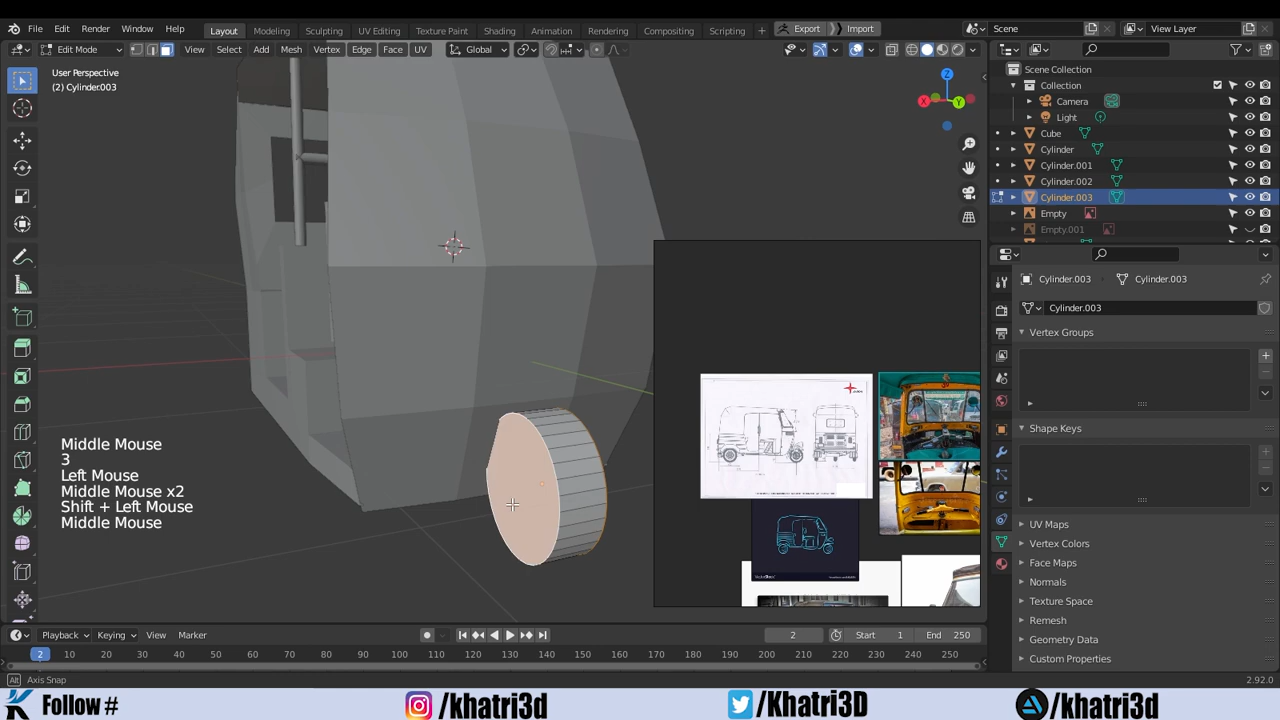 File Edit Render Window Help Layout Modeling Sculpting UV Editing Texture Paint Shading Animation Rendering Compositing Scripting + Export Import Scene View Layer
Edit Mode View Select Add Mesh Vertex Edge Face UV Global
User Perspective
(2) Cylinder.003
X Y Z
Scene Collection
Collection
Camera
Light
Cube
Cylinder
Cylinder.001
Cylinder.002
Cylinder.003
Empty
Empty.001
Cylinder.003 Cylinder.003
Cylinder.003
Vertex Groups
Shape Keys
UV Maps
Vertex Colors
Face Maps
Normals
Texture Space
Remesh
Geometry Data
Custom Properties
Middle Mouse
3
Left Mouse
Middle Mouse x2
Shift + Left Mouse
Middle Mouse
Playback Keying View Marker 2 Start 1 End 250
2 10 20 30 40 50 60 70 80 90 100 110 120 130 140 150 160 170 180 190 200 210 220 230 240 250
Alt Axis Snap 2.92.0
Follow # /khatri3d /Khatri3D /khatri3d